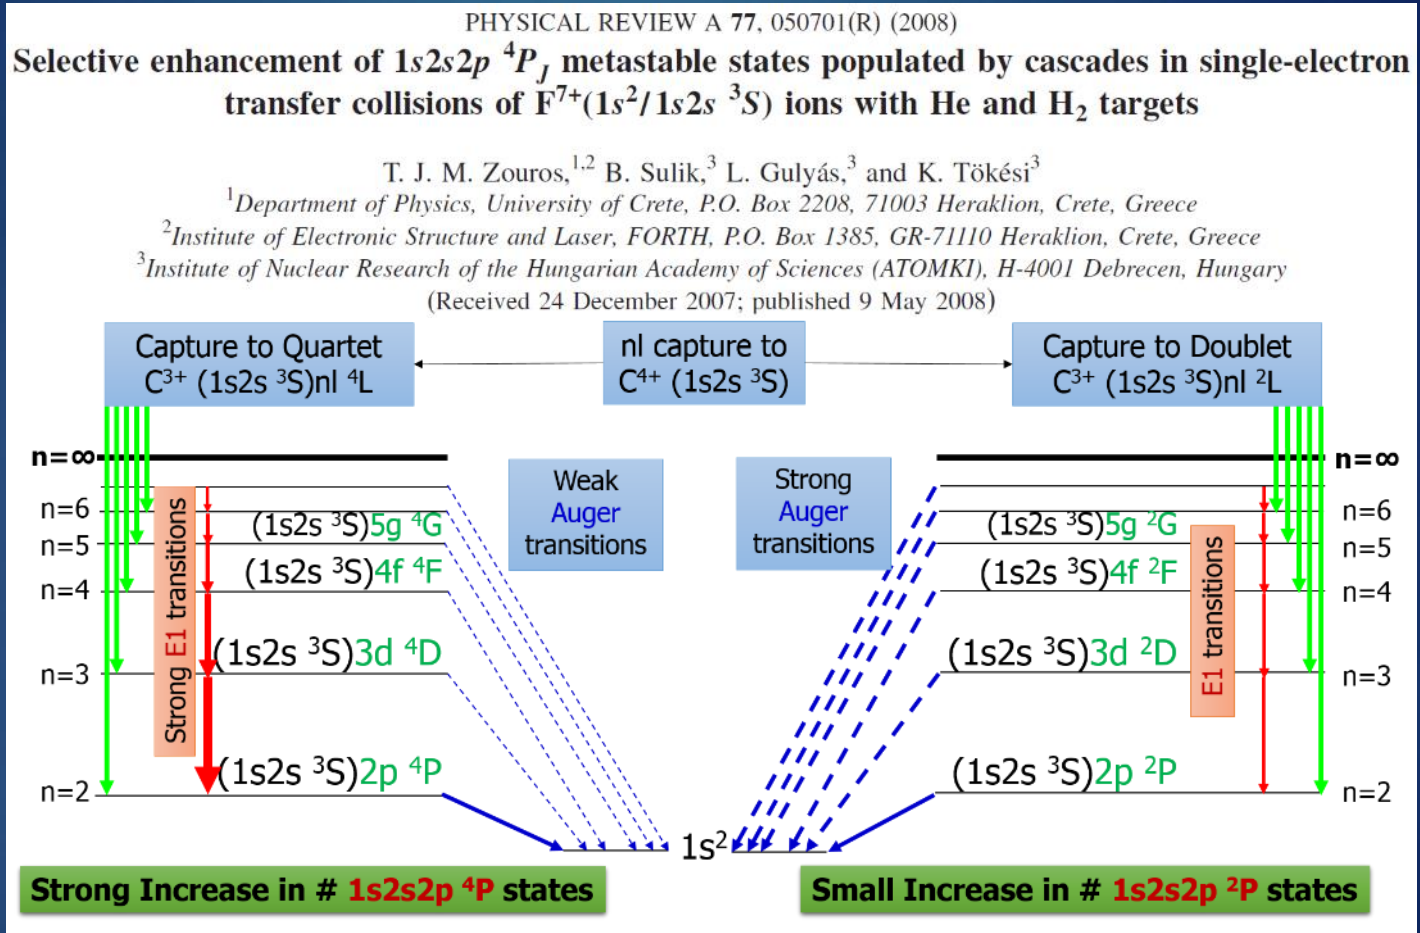 PHYSICAL REVIEW A 77, 050701(R) (2008)
Selective enhancement of 1s2s2p ⁴P_J metastable states populated by cascades in single-electron
transfer collisions of F⁷⁺(1s²/1s2s ³S) ions with He and H₂ targets
T. J. M. Zouros,¹,² B. Sulik,³ L. Gulyás,³ and K. Tökési³
¹Department of Physics, University of Crete, P.O. Box 2208, 71003 Heraklion, Crete, Greece
²Institute of Electronic Structure and Laser, FORTH, P.O. Box 1385, GR-71110 Heraklion, Crete, Greece
³Institute of Nuclear Research of the Hungarian Academy of Sciences (ATOMKI), H-4001 Debrecen, Hungary
(Received 24 December 2007; published 9 May 2008)
Capture to Quartet
C³⁺ (1s2s ³S)nl ⁴L
nl capture to
C⁴⁺ (1s2s ³S)
Capture to Doublet
C³⁺ (1s2s ³S)nl ²L
n=∞
n=6
n=5
n=4
n=3
n=2
Strong E1 transitions
(1s2s ³S)5g ⁴G
(1s2s ³S)4f ⁴F
(1s2s ³S)3d ⁴D
(1s2s ³S)2p ⁴P
Weak
Auger
transitions
Strong
Auger
transitions
1s²
(1s2s ³S)5g ²G
(1s2s ³S)4f ²F
(1s2s ³S)3d ²D
(1s2s ³S)2p ²P
E1 transitions
n=∞
n=6
n=5
n=4
n=3
n=2
Strong Increase in # 1s2s2p ⁴P states
Small Increase in # 1s2s2p ²P states